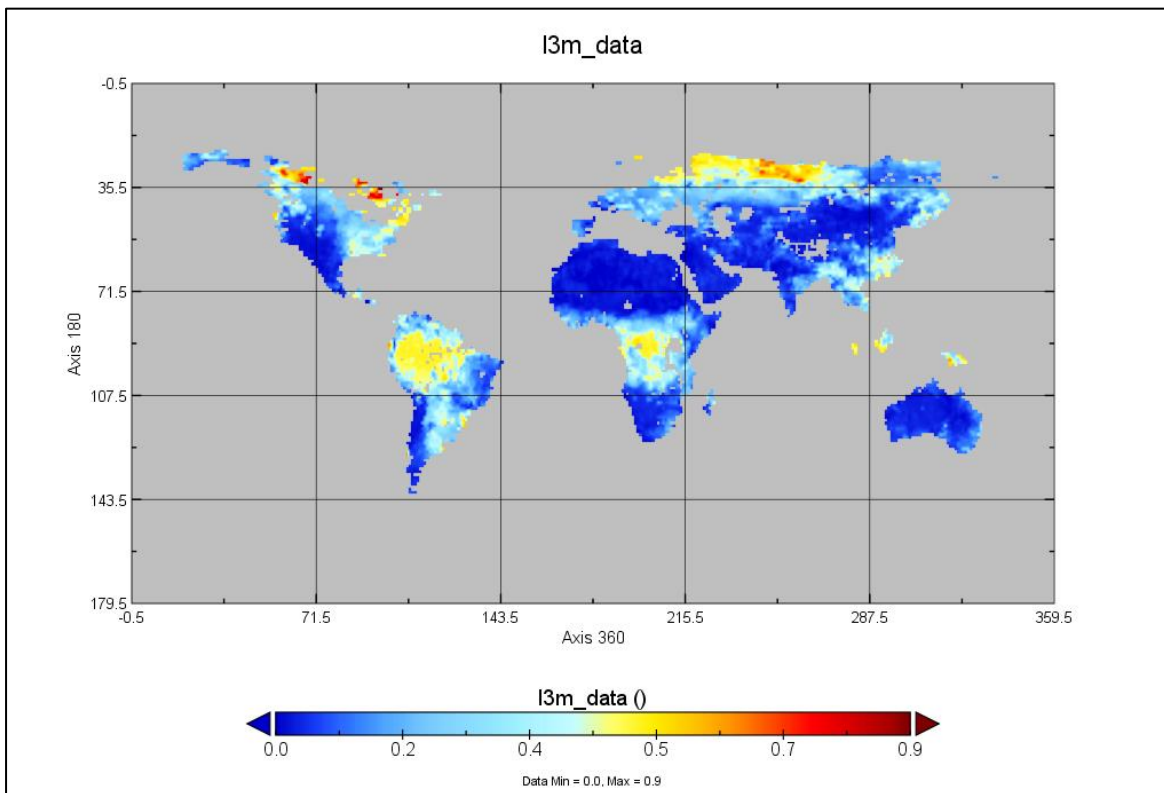 l3m_data
-0.5
35.5
71.5
107.5
143.5
179.5
Axis 180
-0.5 71.5 143.5 215.5 287.5 359.5
Axis 360
l3m_data ()
0.0 0.2 0.4 0.5 0.7 0.9
Data Min = 0.0, Max = 0.9